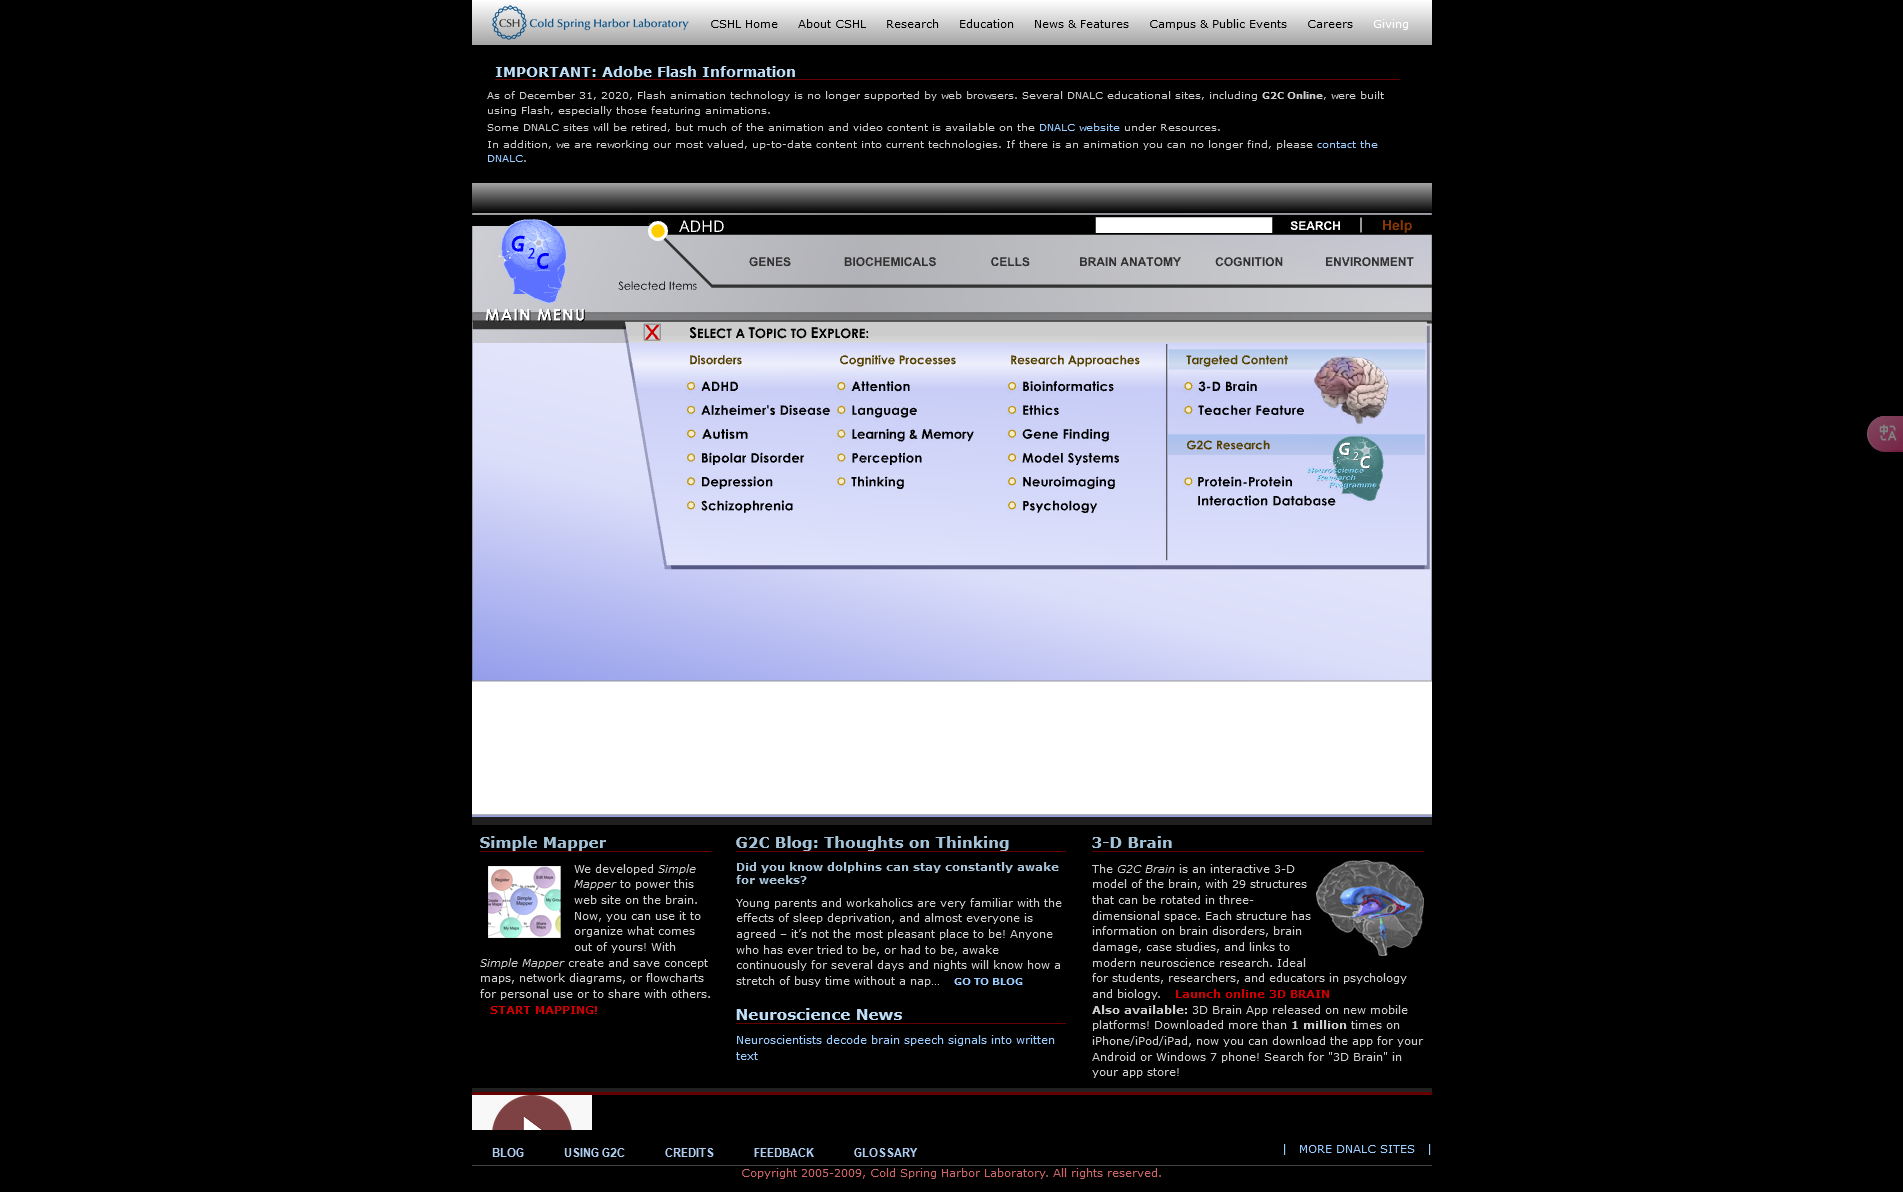 CSH Cold Spring Harbor Laboratory
CSHL Home About CSHL Research Education News & Features Campus & Public Events Careers Giving
IMPORTANT: Adobe Flash Information
As of December 31, 2020, Flash animation technology is no longer supported by web browsers. Several DNALC educational sites, including G2C Online, were built
using Flash, especially those featuring animations.
Some DNALC sites will be retired, but much of the animation and video content is available on the DNALC website under Resources.
In addition, we are reworking our most valued, up-to-date content into current technologies. If there is an animation you can no longer find, please contact the
DNALC.
ADHD
SEARCH | Help
G2C
GENES BIOCHEMICALS CELLS BRAIN ANATOMY COGNITION ENVIRONMENT
Selected Items
MAIN MENU
X SELECT A TOPIC TO EXPLORE:
Disorders
ADHD
Alzheimer's Disease
Autism
Bipolar Disorder
Depression
Schizophrenia
Cognitive Processes
Attention
Language
Learning & Memory
Perception
Thinking
Research Approaches
Bioinformatics
Ethics
Gene Finding
Model Systems
Neuroimaging
Psychology
Targeted Content
3-D Brain
Teacher Feature
G2C Research
G2C
Neuroscience
Research
Programme
Protein-Protein
Interaction Database
中A
Simple Mapper
Simple
Mapper
We developed Simple
Mapper to power this
web site on the brain.
Now, you can use it to
organize what comes
out of yours! With
Simple Mapper create and save concept
maps, network diagrams, or flowcharts
for personal use or to share with others.
START MAPPING!
G2C Blog: Thoughts on Thinking
Did you know dolphins can stay constantly awake
for weeks?
Young parents and workaholics are very familiar with the
effects of sleep deprivation, and almost everyone is
agreed – it's not the most pleasant place to be! Anyone
who has ever tried to be, or had to be, awake
continuously for several days and nights will know how a
stretch of busy time without a nap... GO TO BLOG
Neuroscience News
Neuroscientists decode brain speech signals into written
text
3-D Brain
The G2C Brain is an interactive 3-D
model of the brain, with 29 structures
that can be rotated in three-
dimensional space. Each structure has
information on brain disorders, brain
damage, case studies, and links to
modern neuroscience research. Ideal
for students, researchers, and educators in psychology
and biology. Launch online 3D BRAIN
Also available: 3D Brain App released on new mobile
platforms! Downloaded more than 1 million times on
iPhone/iPod/iPad, now you can download the app for your
Android or Windows 7 phone! Search for "3D Brain" in
your app store!
BLOG USING G2C CREDITS FEEDBACK GLOSSARY
| MORE DNALC SITES |
Copyright 2005-2009, Cold Spring Harbor Laboratory. All rights reserved.